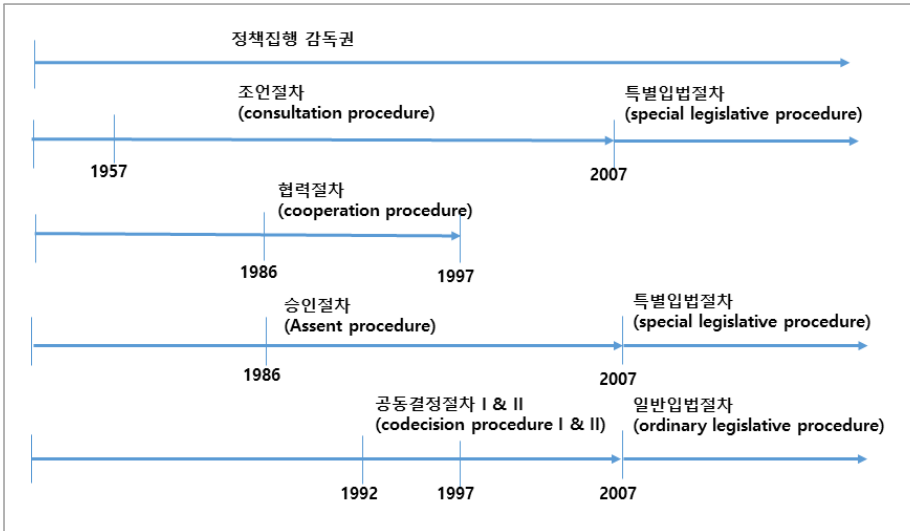 정책집행 감독권
조언절차
(consultation procedure)
특별입법절차
(special legislative procedure)
1957
2007
협력절차
(cooperation procedure)
1986
1997
승인절차
(Assent procedure)
특별입법절차
(special legislative procedure)
1986
2007
공동결정절차 I & II
(codecision procedure I & II)
일반입법절차
(ordinary legislative procedure)
1992
1997
2007